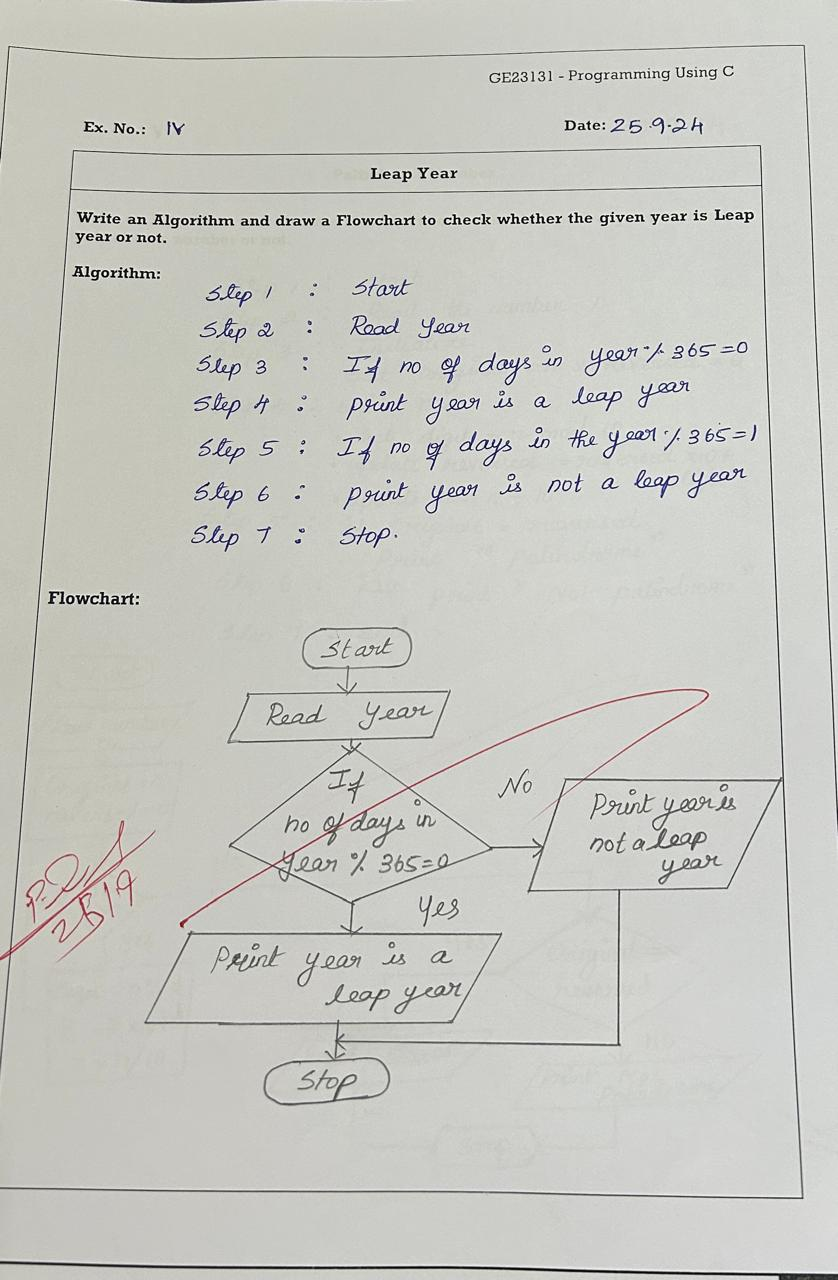 GE23131 - Programming Using C
Ex. No.: IV
Date: 25.9.24
Leap Year
Write an Algorithm and draw a Flowchart to check whether the given year is Leap
year or not.
Algorithm:
Step 1 : Start
Step 2 : Read Year
Step 3 : If no of days in year % 365=0
Step 4 : print year is a leap year
Step 5 : If no of days in the year % 365=1
Step 6 : print year is not a leap year
Step 7 : Stop.
Flowchart:
Start
Read Year
If
no of days in
Year % 365=0
No
Print year is
not a leap
year
Yes
Print year is a
leap year
Stop
25/9